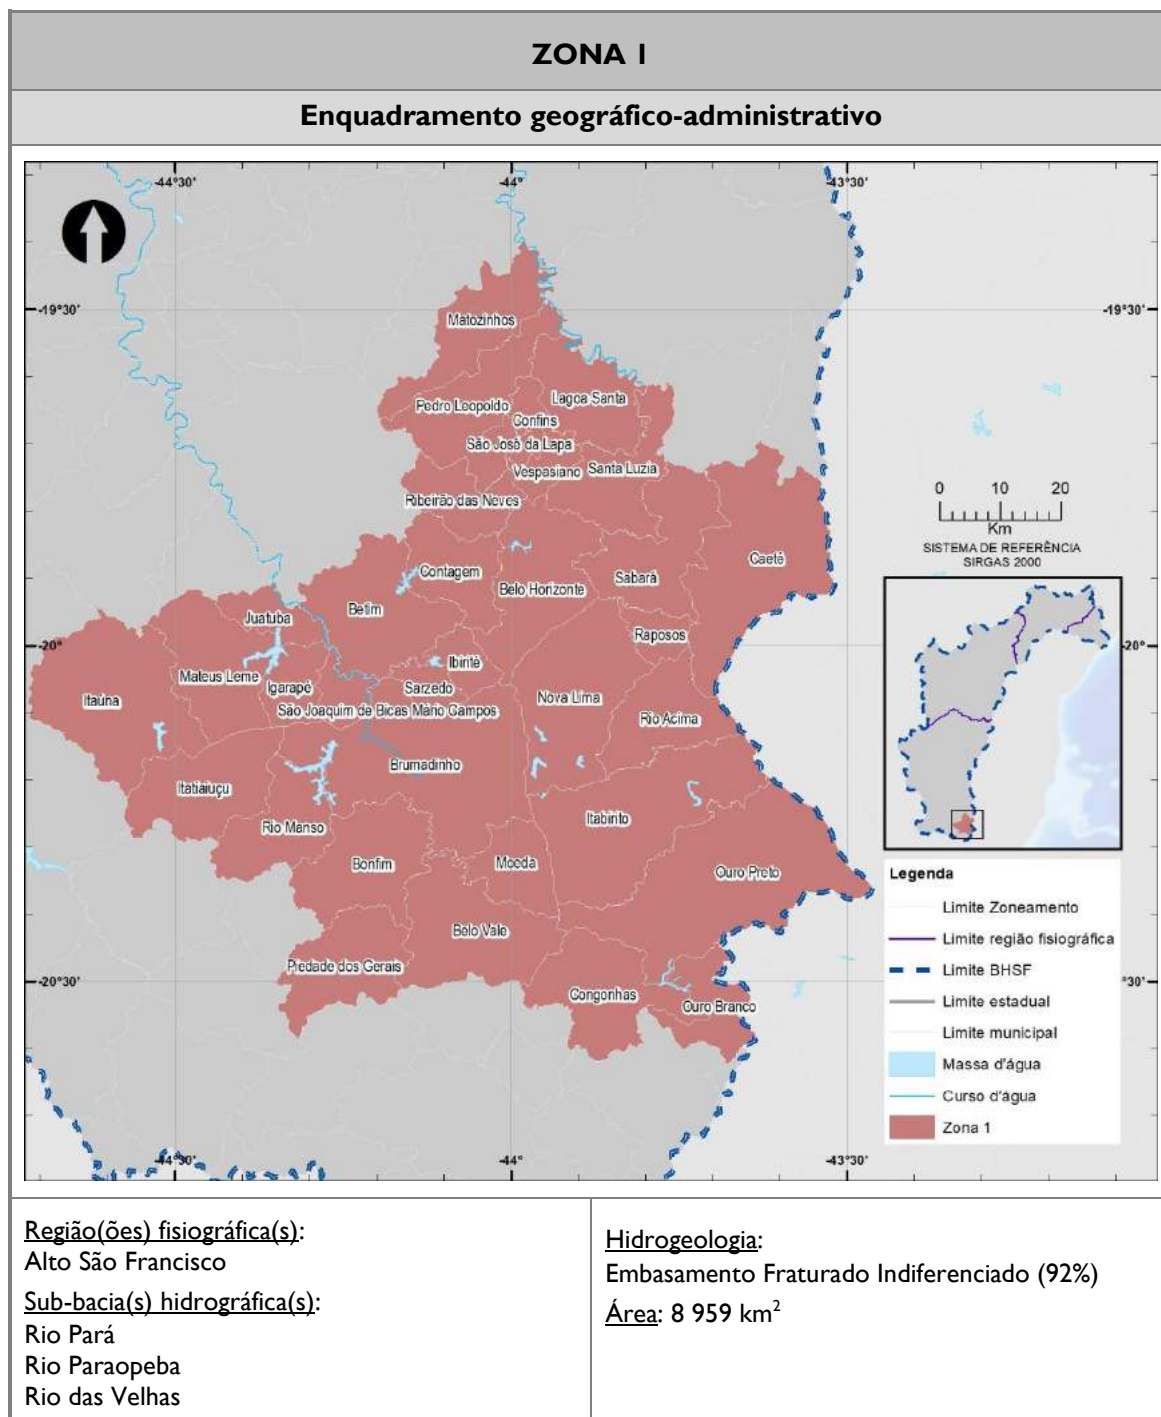 ZONA 1
Enquadramento geográfico-administrativo
-44°30'
-44°
-43°30'
-19°30'
-19°30'
Matozinhos
Lagoa Santa
Pedro Leopoldo
Confins
São José da Lapa
Vespasiano
Santa Luzia
Ribeirão das Neves
0 10 20
Km
SISTEMA DE REFERÊNCIA
SIRGAS 2000
Caeté
Contagem
Sabará
Belo Horizonte
Betim
Juatuba
Raposos
-20°
-20°
Ibirité
Mateus Leme
Igarapé
Sarzedo
Itaúna
Nova Lima
São Joaquim de Bicas
Mário Campos
Rio Acima
Brumadinho
Itatiaiuçu
Itabirito
Rio Manso
Bonfim
Moeda
Ouro Preto
Belo Vale
Piedade dos Gerais
-20°30'
°30'
Congonhas
Ouro Branco
-44°30'
-44°
-43°30'
Legenda
Limite Zoneamento
Limite região fisiográfica
Limite BHSF
Limite estadual
Limite municipal
Massa d'água
Curso d'água
Zona 1
Região(ões) fisiográfica(s):
Alto São Francisco
Sub-bacia(s) hidrográfica(s):
Rio Pará
Rio Paraopeba
Rio das Velhas
Hidrogeologia:
Embasamento Fraturado Indiferenciado (92%)
Área: 8 959 km²